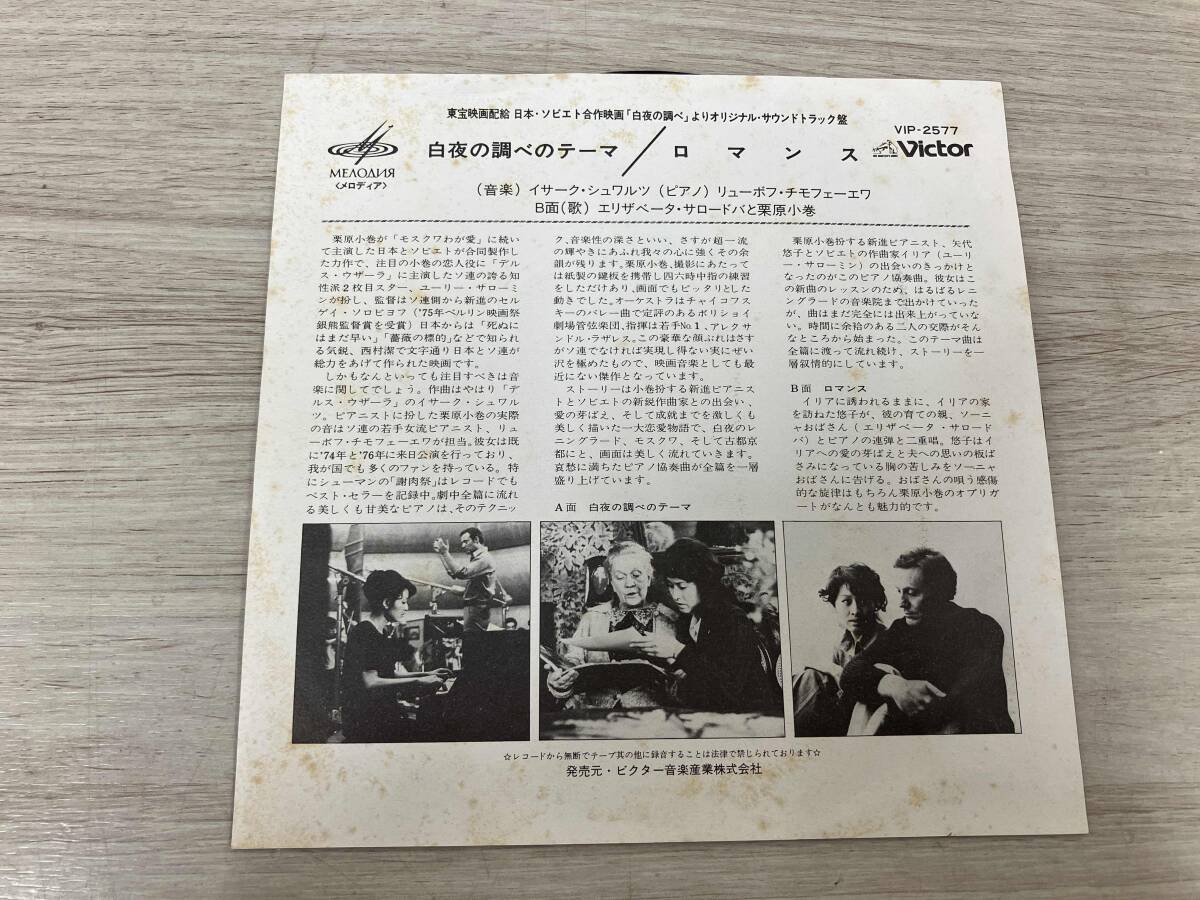 東宝映画配給 日本・ソビエト合作映画「白夜の調べ」よりオリジナル・サウンドトラック盤
МЕЛОДИЯ
〈メロディア〉
白夜の調べのテーマ／ロマンス
VIP-2577
Victor
(音楽) イサーク・シュワルツ (ピアノ) リューボフ・チモフェーエワ
B面(歌) エリザベータ・サロードバと栗原小巻
栗原小巻が「モスクワわが愛」に続い
て主演した日本とソビエトが合同製作し
た力作で、注目の小巻の恋人役に「デル
ス・ウザーラ」に主演したソ連の誇る知
性派2枚目スター、ユーリー・サローミ
ンが扮し、監督はソ連側から新進のセル
ゲイ・ソロビヨフ('75年ベルリン映画祭
銀熊監督賞を受賞) 日本からは「死ぬに
はまだ早い」「薔薇の標的」などで知られ
る気鋭、西村潔で文字通り日本とソ連が
総力をあげて作られた映画です。
しかもなんといっても注目すべきは音
楽に関してでしょう。作曲はやはり「デ
ルス・ウザーラ」のイサーク・シュワル
ツ。ピアニストに扮した栗原小巻の実際
の音はソ連の若手女流ピアニスト、リュ
ーボフ・チモフェーエワが担当。彼女は既
に'74年と'76年に来日公演を行っており、
我が国でも多くのファンを持っている。特
にシューマンの「謝肉祭」はレコードでも
ベスト・セラーを記録中。劇中全篇に流れ
る美しくも甘美なピアノは、そのテクニッ
ク、音楽性の深さといい、さすが超一流
の輝やきにあふれ我々の心に強くその余
韻が残ります。栗原小巻、撮影にあたって
は紙製の鍵板を携帯し四六時中指の練習
をしただけあり、画面でもピッタリとした
動きでした。オーケストラはチャイコフス
キーのバレー曲で定評のあるボリショイ
劇場管弦楽団、指揮は若手No.1、アレクサ
ンドル・ラザレス。この豪華な顔ぶれはさす
がソ連でなければ実現し得ない実にぜい
沢を極めたもので、映画音楽としても最
近にない傑作となっています。
ストーリーは小巻扮する新進ピアニス
トとソビエトの新鋭作曲家との出会い、
愛の芽ばえ、そして成就までを激しくも
美しく描いた一大恋愛物語で、白夜のレ
ニングラード、モスクワ、そして古都京
都にと、画面は美しく流れていきます。
哀愁に満ちたピアノ協奏曲が全篇を一層
盛り上げています。
A面 白夜の調べのテーマ
栗原小巻扮する新進ピアニスト、矢代
悠子とソビエトの作曲家イリア(ユーリ
ー・サローミン)の出会いのきっかけと
なったのがこのピアノ協奏曲。彼女はこ
の新曲のレッスンのため、はるばるレニ
ングラードの音楽院まで出かけていった
が、曲はまだ完全には出来上がっていな
い。時間に余裕のある二人の交際がそん
なところから始まった。このテーマ曲は
全篇に渡って流れ続け、ストーリーを一
層叙情的にしています。
B面 ロマンス
イリアに誘われるままに、イリアの家
を訪ねた悠子が、彼の育ての親、ソーニ
ャおばさん(エリザベータ・サロード
バ)とピアノの連弾と二重唱。悠子はイ
リアへの愛の芽ばえと夫への思いの板ば
さみになっている胸の苦しみをソーニャ
おばさんに告げる。おばさんの唄う感傷
的な旋律はもちろん栗原小巻のオブリガ
ートがなんとも魅力的です。
☆レコードから無断でテープ其の他に録音することは法律で禁じられております☆
発売元・ビクター音楽産業株式会社